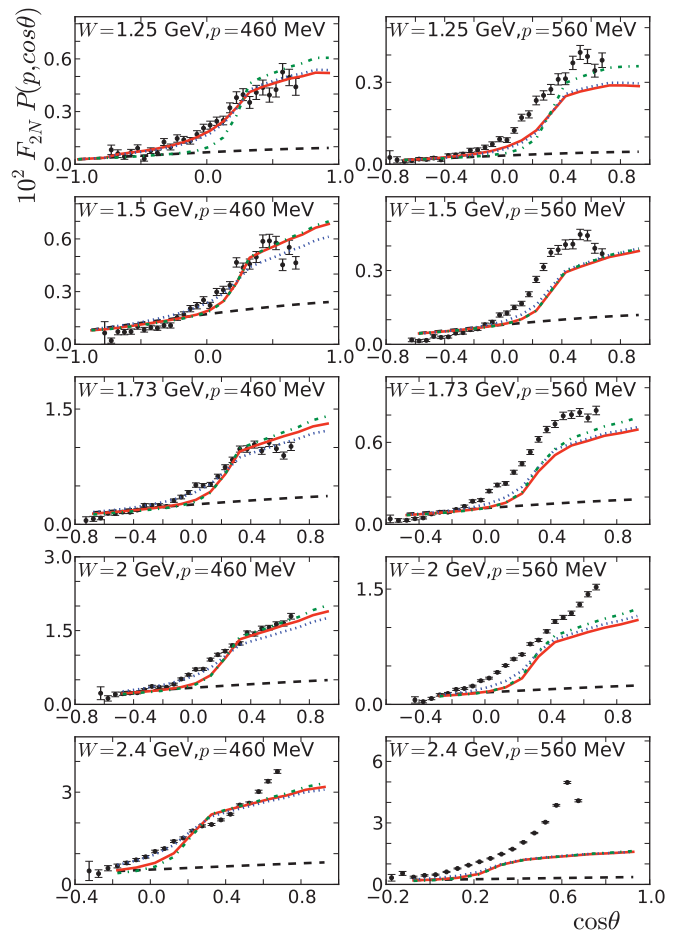 10² F₂N P(p,cosθ)
W=1.25 GeV,p=460 MeV
0.6
0.3
0.0
−1.0 0.0 1.0
W=1.25 GeV,p=560 MeV
0.3
0.0
−0.8 −0.4 0.0 0.4 0.8
W=1.5 GeV,p=460 MeV
0.6
0.3
0.0
−1.0 0.0 1.0
W=1.5 GeV,p=560 MeV
0.3
0.0
−0.8 −0.4 0.0 0.4 0.8
W=1.73 GeV,p=460 MeV
1.5
0.0
−0.8 −0.4 0.0 0.4 0.8
W=1.73 GeV,p=560 MeV
0.6
0.0
−0.4 0.0 0.4 0.8
W=2 GeV,p=460 MeV
3.0
1.5
0.0
−0.8 −0.4 0.0 0.4 0.8
W=2 GeV,p=560 MeV
1.5
0.0
−0.4 0.0 0.4 0.8
W=2.4 GeV,p=460 MeV
3
0
−0.4 0.0 0.4 0.8
W=2.4 GeV,p=560 MeV
6
4
2
0
−0.2 0.2 0.6 1.0
cosθ